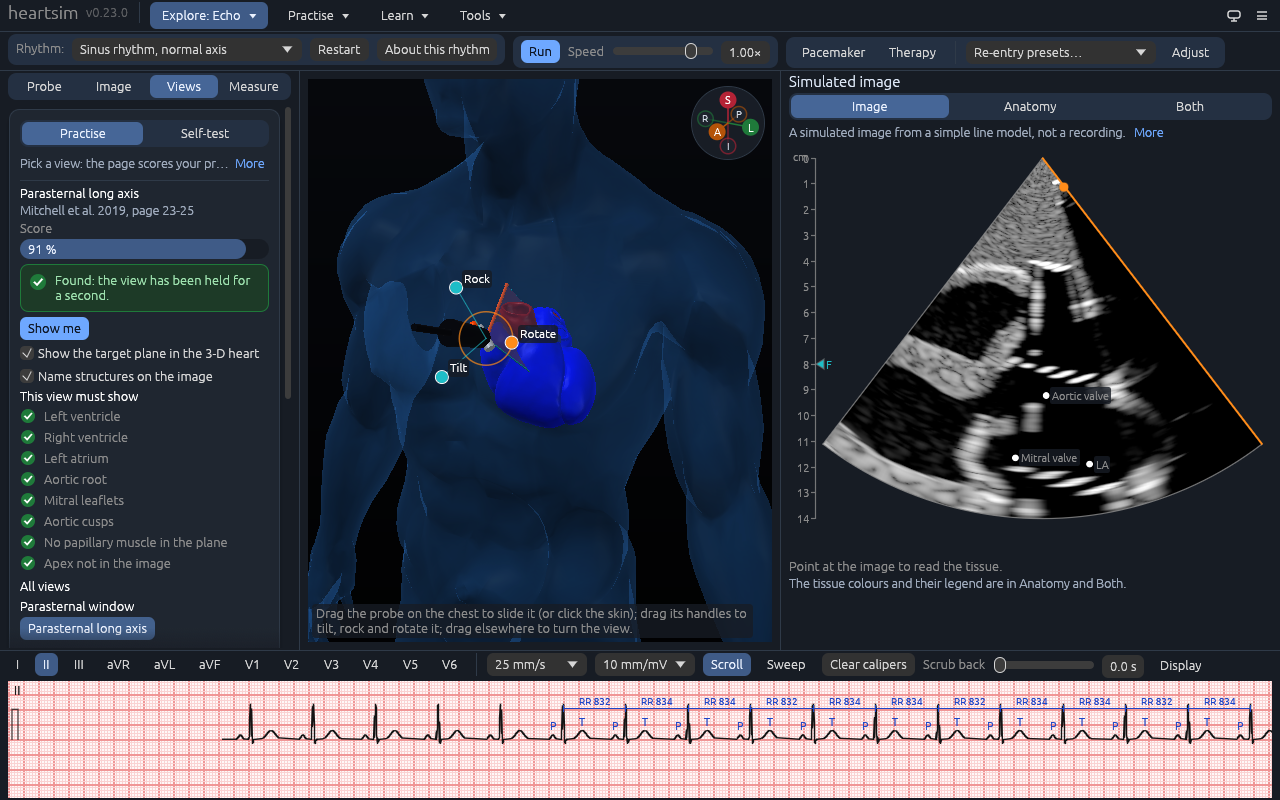 heartsim v0.23.0 Explore: Echo Practise Learn Tools
Rhythm: Sinus rhythm, normal axis Restart About this rhythm Run Speed 1.00× Pacemaker Therapy Re-entry presets... Adjust
Probe Image Views Measure
Practise Self-test
Pick a view: the page scores your pr... More
Parasternal long axis
Mitchell et al. 2019, page 23-25
Score
91 %
Found: the view has been held for
a second.
Show me
Show the target plane in the 3-D heart
Name structures on the image
This view must show
Left ventricle
Right ventricle
Left atrium
Aortic root
Mitral leaflets
Aortic cusps
No papillary muscle in the plane
Apex not in the image
All views
Parasternal window
Parasternal long axis
S
R P
A L
I
Rock
Rotate
Tilt
Drag the probe on the chest to slide it (or click the skin); drag its handles to
tilt, rock and rotate it; drag elsewhere to turn the view.
Simulated image
Image Anatomy Both
A simulated image from a simple line model, not a recording. More
cm
0
1
2
3
4
5
6
7
8 F
9
10
11
12
13
14
Aortic valve
Mitral valve
LA
Point at the image to read the tissue.
The tissue colours and their legend are in Anatomy and Both.
I II III aVR aVL aVF V1 V2 V3 V4 V5 V6 25 mm/s 10 mm/mV Scroll Sweep Clear calipers Scrub back 0.0 s Display
II
RR 832 RR 834 RR 834 RR 832 RR 834 RR 834 RR 832 RR 834 RR 834 RR 832 RR 834
P T P T P T P T P T P T P T P T P T P T P T P